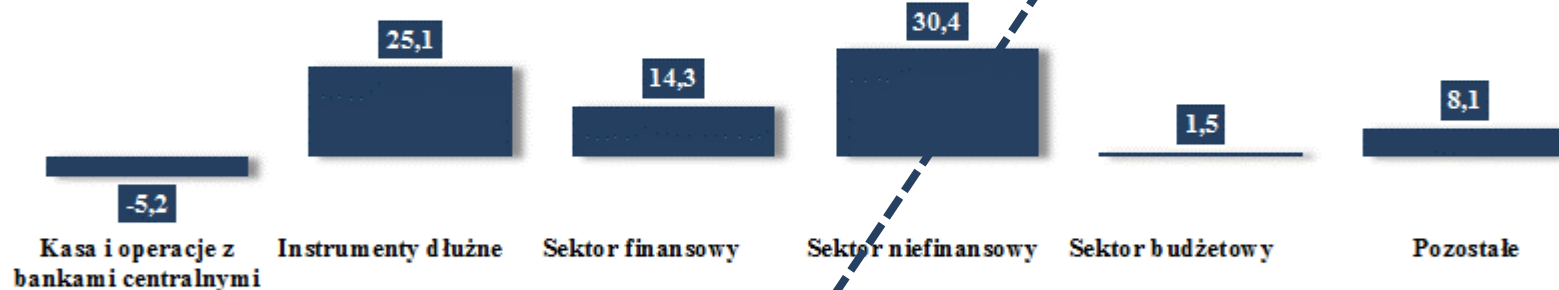 30,4
25,1
14,3
8,1
1,5
-5,2
Kasa i operacje z
bankami centralnymi
Instrumenty dłużne
Sektor finansowy
Sektor niefinansowy
Sektor budżetowy
Pozostałe